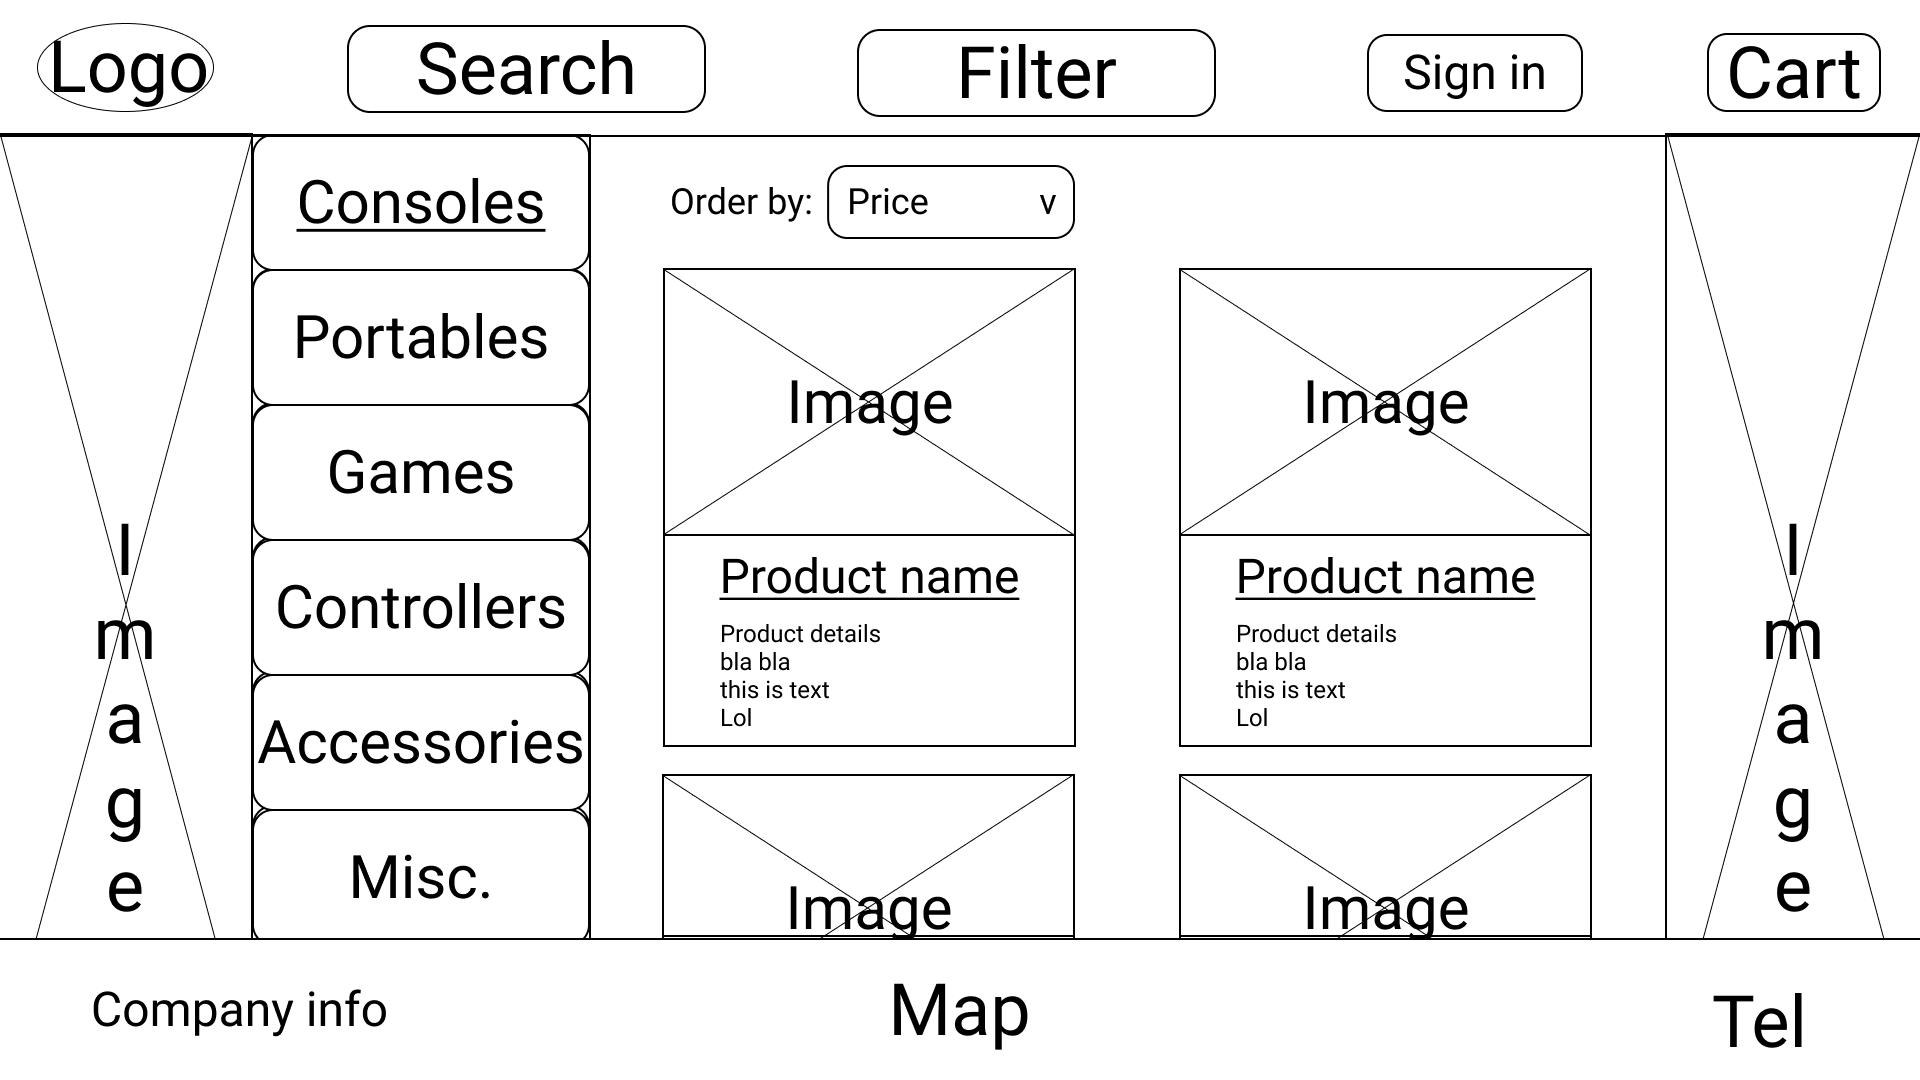 Logo
Search
Filter
Sign in
Cart
Consoles
Portables
Games
Controllers
Accessories
Misc.
Order by:
Price v
Image
Product name
Product details
bla bla
this is text
Lol
Image
Product name
Product details
bla bla
this is text
Lol
Image
Image
I
m
a
g
e
I
m
a
g
e
Company info
Map
Tel